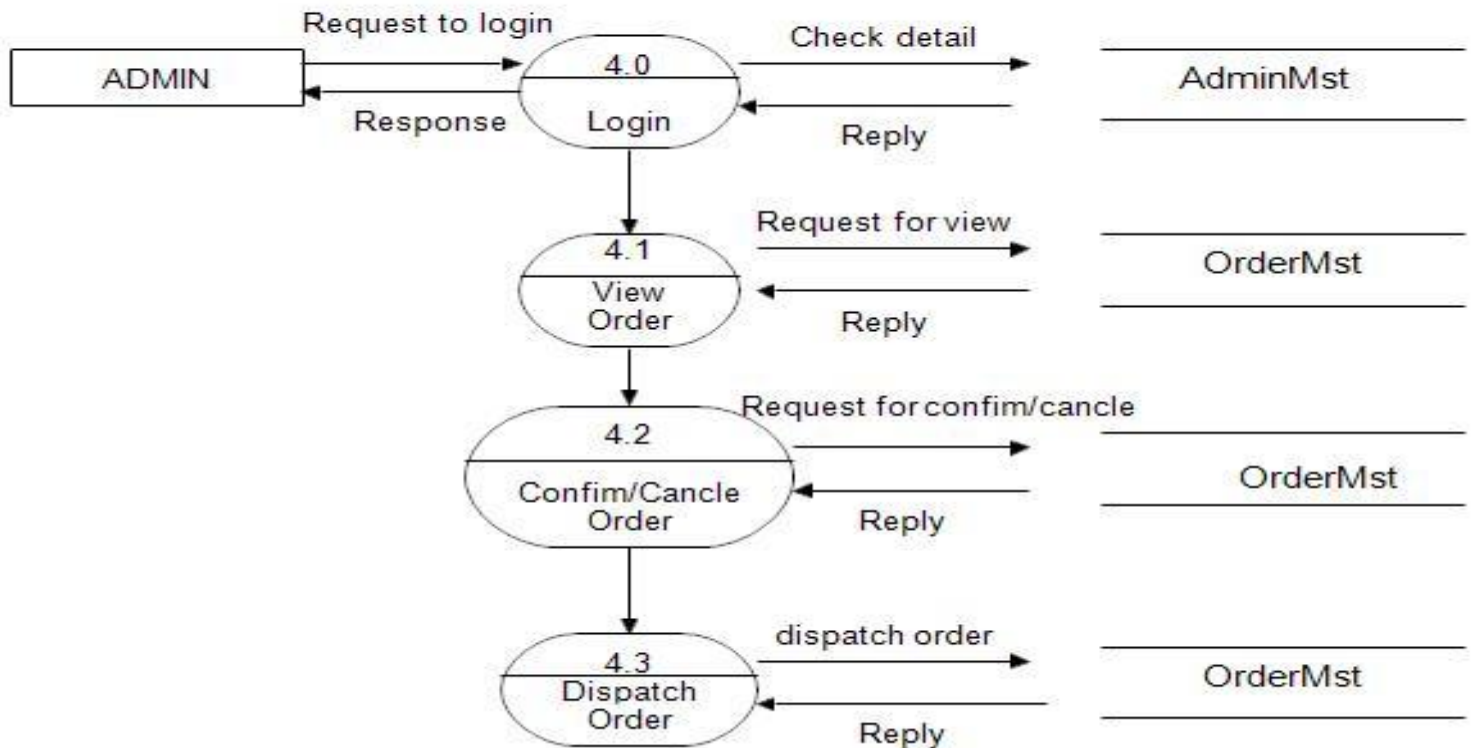 Request to login
Check detail
4.0
ADMIN
AdminMst
Response
Login
Reply
Request for view
4.1
OrderMst
View
Order
Reply
Request for confim/cancle
4.2
Confim/Cancle
Order
OrderMst
Reply
dispatch order
4.3
Dispatch
Order
OrderMst
Reply